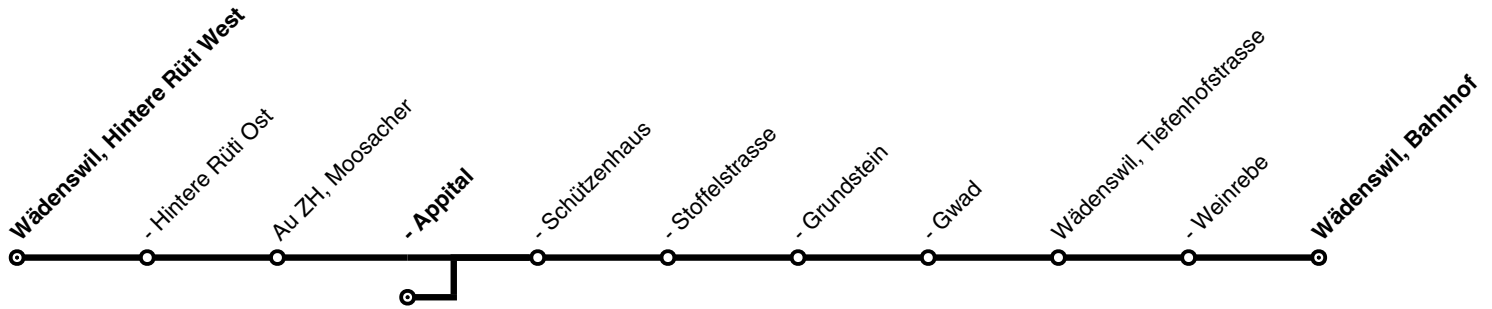 Wädenswil, Hintere Rüti West
- Hintere Rüti Ost
Au ZH, Moosacher
- Appital
- Schützenhaus
- Stoffelstrasse
- Grundstein
- Gwad
Wädenswil, Tiefenhofstrasse
- Weinrebe
Wädenswil, Bahnhof